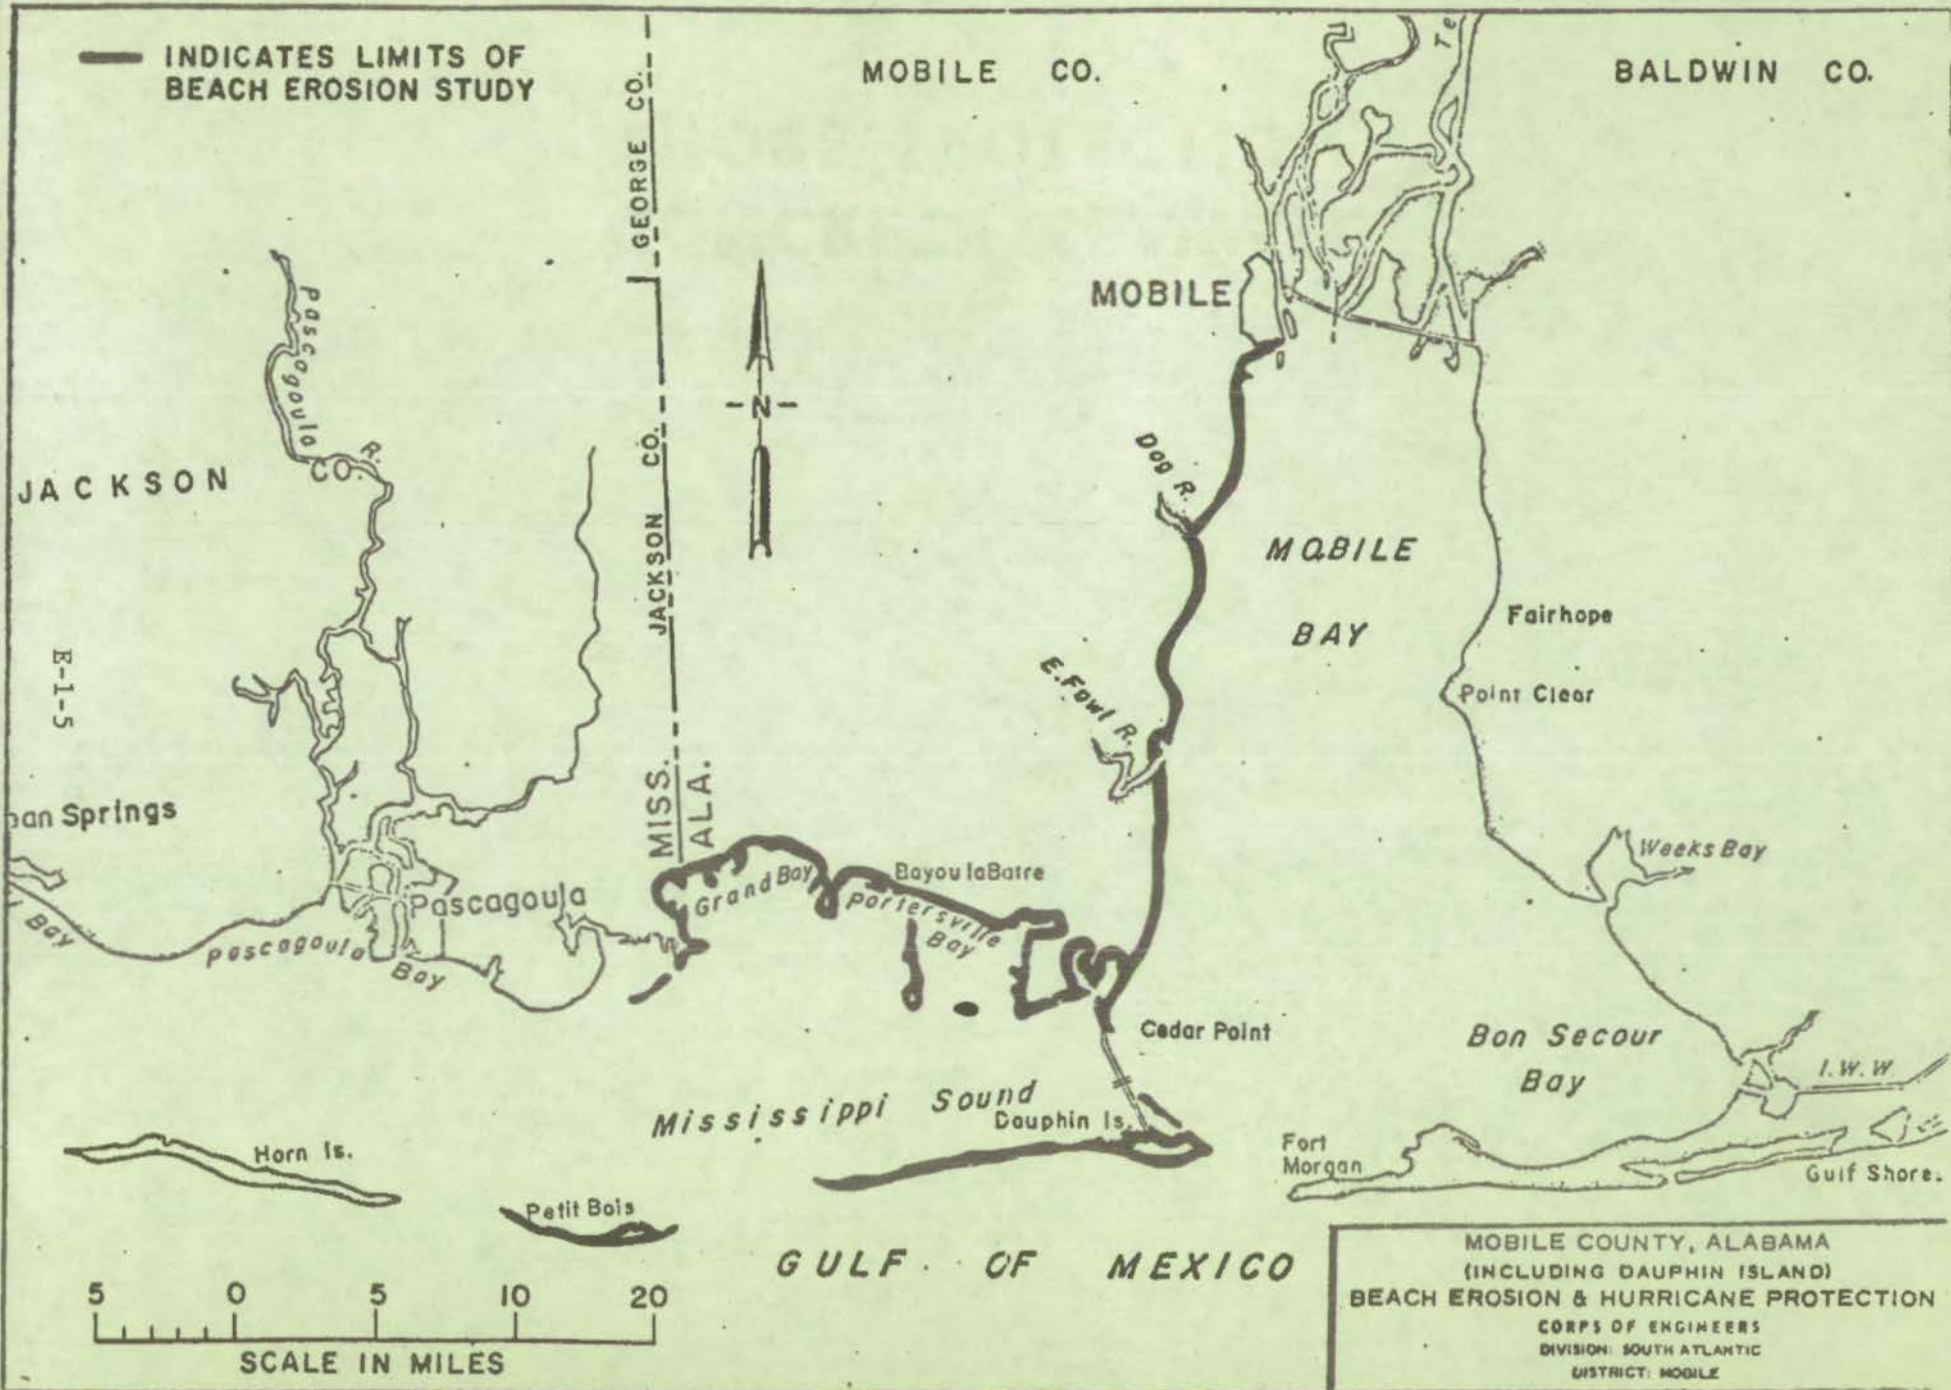 INDICATES LIMITS OF
BEACH EROSION STUDY
MOBILE CO.
BALDWIN CO.
GEORGE CO.
Te
MOBILE
Pascagoula R.
N
JACKSON CO.
JACKSON CO.
Dog R.
MOBILE
BAY
Fairhope
E-1-5
E. Fowl R.
Point Clear
MISS.
ALA.
an Springs
Weeks Bay
Bayou laBatre
Grand Bay
Portersville
Bay
Pascagoula
Bay
Pascagoula
Bay
Cedar Point
Bon Secour
Bay
I.W.W
Mississippi Sound
Dauphin Is.
Horn Is.
Fort
Morgan
Gulf Shore.
Petit Bois
GULF OF MEXICO
5 0 5 10 20
SCALE IN MILES
MOBILE COUNTY, ALABAMA
(INCLUDING DAUPHIN ISLAND)
BEACH EROSION & HURRICANE PROTECTION
CORPS OF ENGINEERS
DIVISION: SOUTH ATLANTIC
DISTRICT: MOBILE